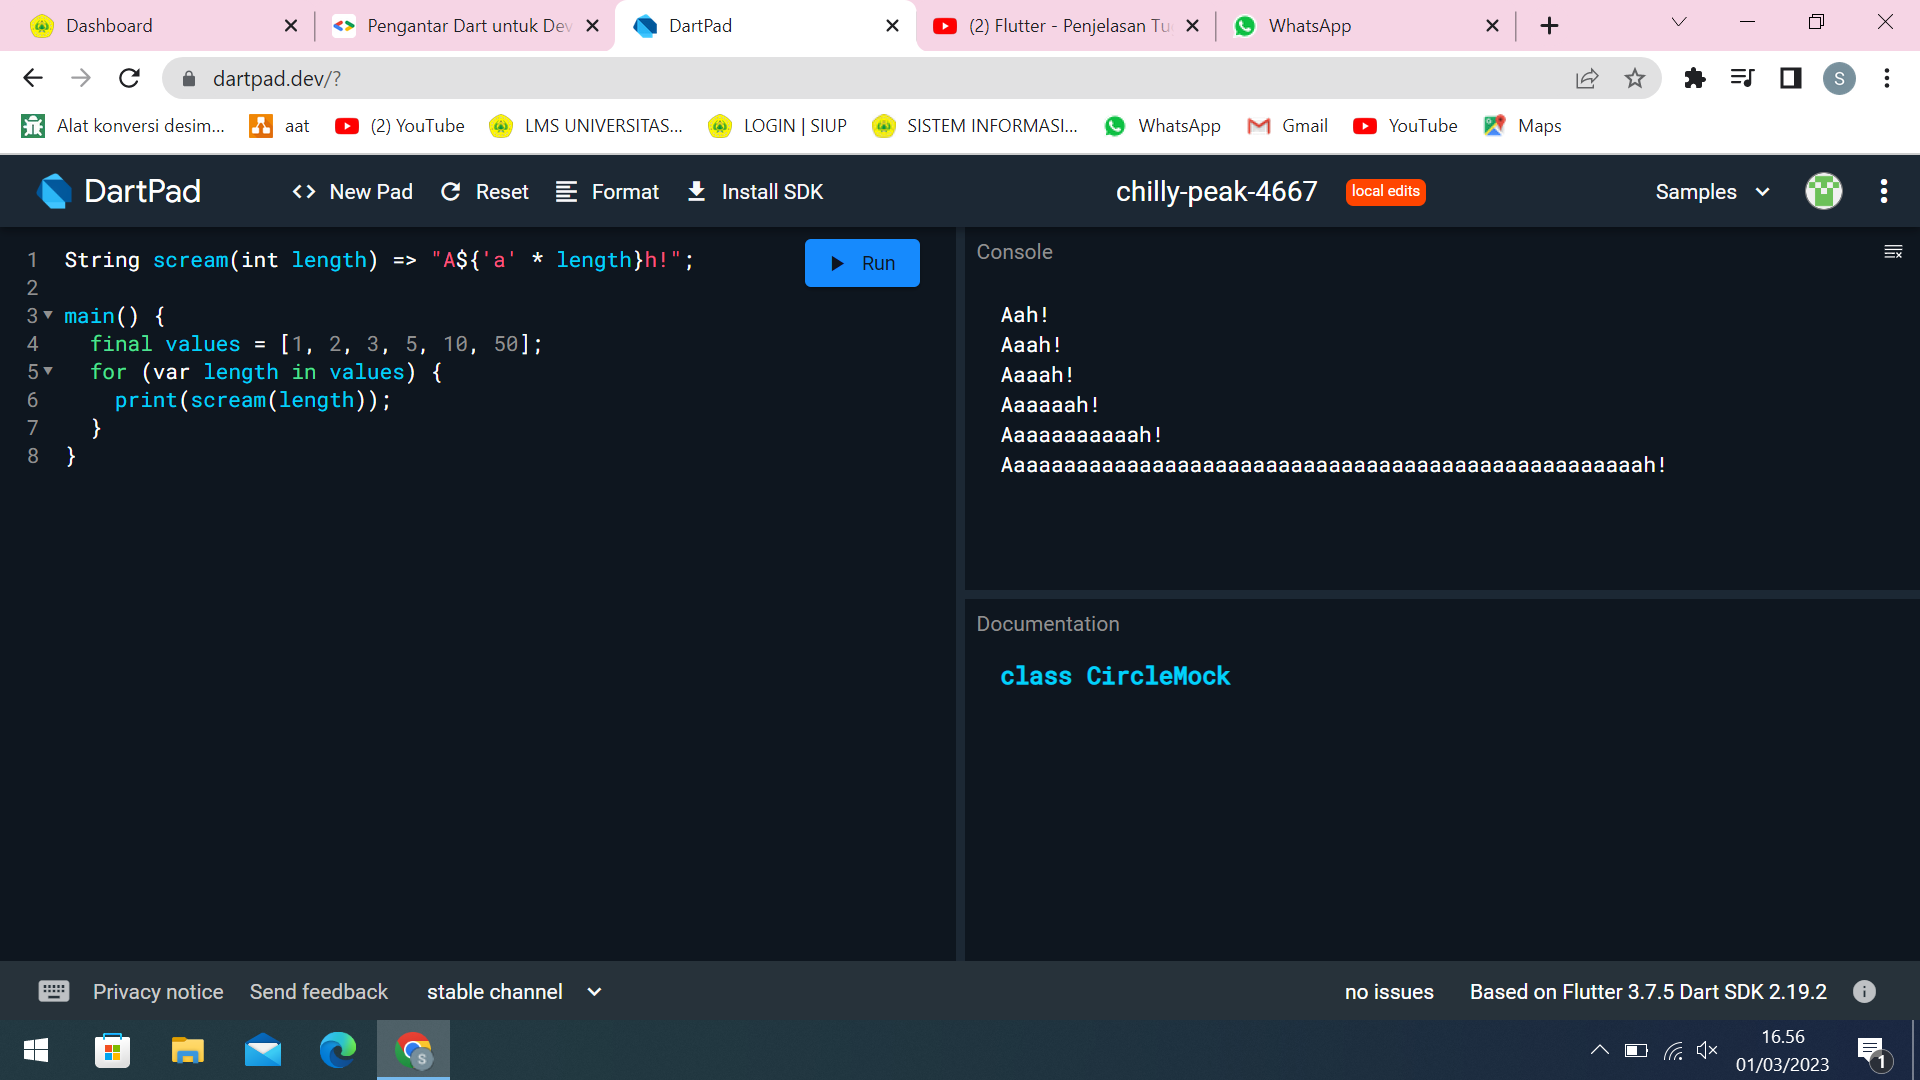 Dashboard
Pengantar Dart untuk Dev
DartPad
(2) Flutter - Penjelasan Tu
WhatsApp
dartpad.dev/?
S
Alat konversi desim...
aat
(2) YouTube
LMS UNIVERSITAS...
LOGIN | SIUP
SISTEM INFORMASI...
WhatsApp
Gmail
YouTube
Maps
DartPad
New Pad
Reset
Format
Install SDK
chilly-peak-4667
local edits
Samples
1 String scream(int length) => "A${'a' * length}h!";
2
3 main() {
4 final values = [1, 2, 3, 5, 10, 50];
5 for (var length in values) {
6 print(scream(length));
7 }
8 }
Run
Console
Aah!
Aaah!
Aaaah!
Aaaaaah!
Aaaaaaaaaaah!
Aaaaaaaaaaaaaaaaaaaaaaaaaaaaaaaaaaaaaaaaaaaaaaaaaaah!
Documentation
class CircleMock
Privacy notice
Send feedback
stable channel
no issues
Based on Flutter 3.7.5 Dart SDK 2.19.2
S
16.56
01/03/2023
1